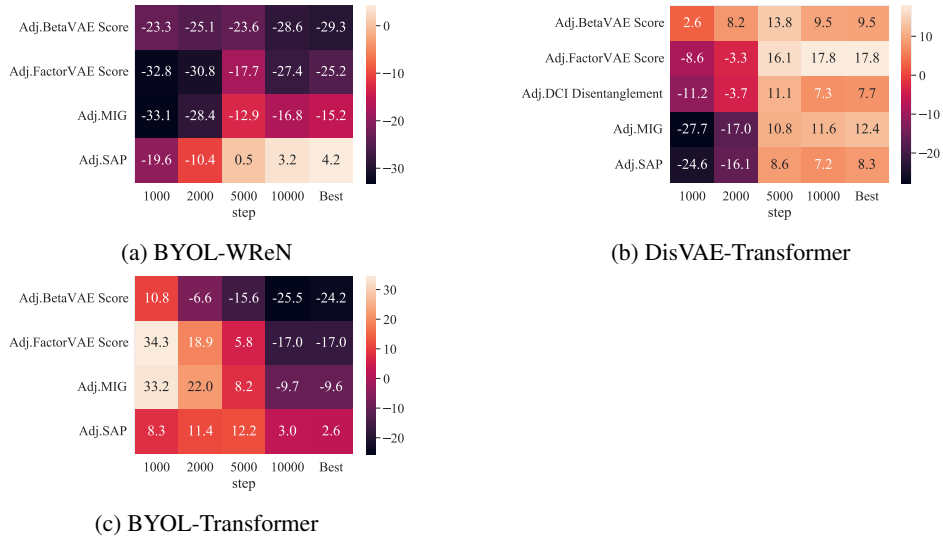 Adj.BetaVAE Score -23.3 -25.1 -23.6 -28.6 -29.3
Adj.FactorVAE Score -32.8 -30.8 -17.7 -27.4 -25.2
Adj.MIG -33.1 -28.4 -12.9 -16.8 -15.2
Adj.SAP -19.6 -10.4 0.5 3.2 4.2
1000 2000 5000 10000 Best
step
0
−10
−20
−30
(a) BYOL-WReN
Adj.BetaVAE Score 2.6 8.2 13.8 9.5 9.5
Adj.FactorVAE Score -8.6 -3.3 16.1 17.8 17.8
Adj.DCI Disentanglement -11.2 -3.7 11.1 7.3 7.7
Adj.MIG -27.7 -17.0 10.8 11.6 12.4
Adj.SAP -24.6 -16.1 8.6 7.2 8.3
1000 2000 5000 10000 Best
step
10
0
−10
−20
(b) DisVAE-Transformer
Adj.BetaVAE Score 10.8 -6.6 -15.6 -25.5 -24.2
Adj.FactorVAE Score 34.3 18.9 5.8 -17.0 -17.0
Adj.MIG 33.2 22.0 8.2 -9.7 -9.6
Adj.SAP 8.3 11.4 12.2 3.0 2.6
1000 2000 5000 10000 Best
step
30
20
10
0
−10
−20
(c) BYOL-Transformer